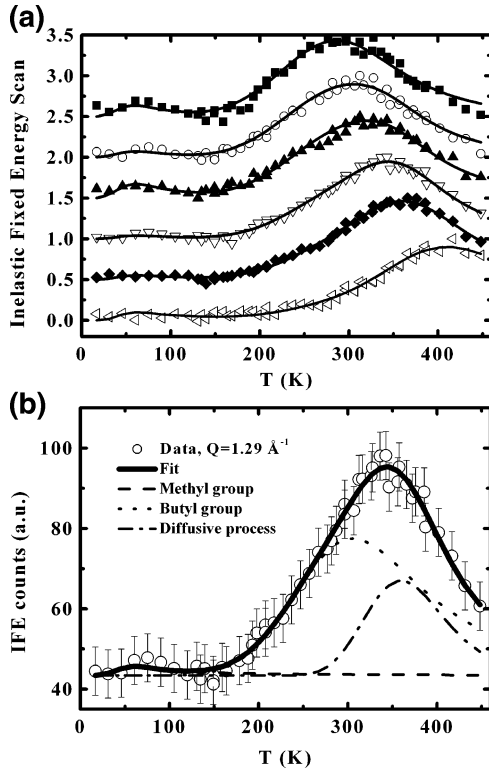 (a)
Inelastic Fixed Energy Scan
3.5
3.0
2.5
2.0
1.5
1.0
0.5
0.0
0 100 200 300 400
T (K)
(b)
IFE counts (a.u.)
100
80
60
40
Data, Q=1.29 Å⁻¹
Fit
Methyl group
Butyl group
Diffusive process
0 100 200 300 400
T (K)